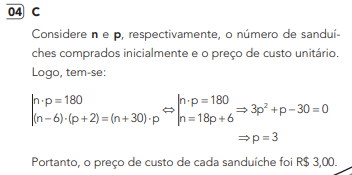 04 C
Considere n e p, respectivamente, o número de sanduí-
ches comprados inicialmente e o preço de custo unitário.
Logo, tem-se:
|n·p=180 |n·p=180
|(n–6)·(p+2)=(n+30)·p ⇔ |n=18p+6 ⇒3p²+p–30=0
⇒p=3
Portanto, o preço de custo de cada sanduíche foi R$ 3,00.